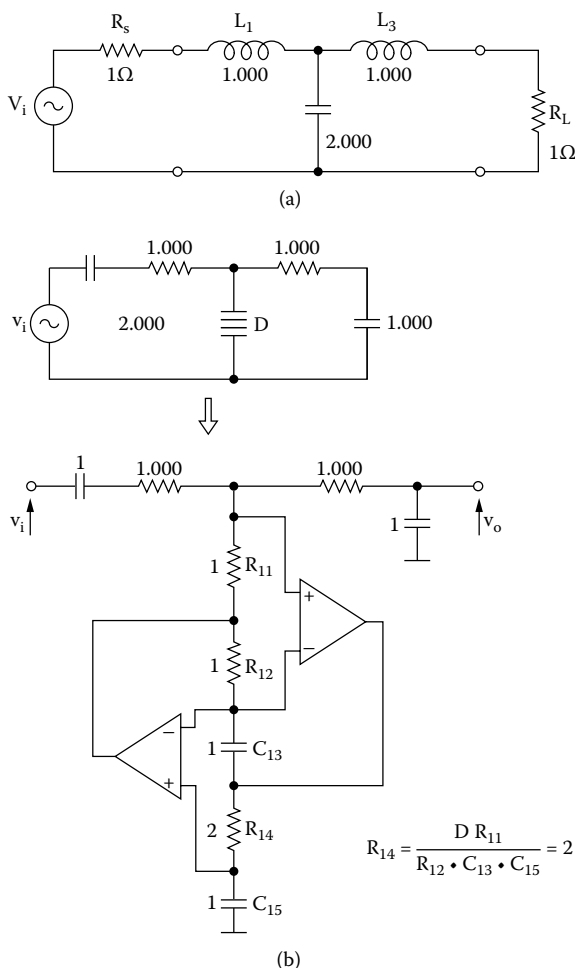 R_s
1Ω
L_1
1.000
L_3
1.000
V_i
2.000
R_L
1Ω
(a)
1.000
1.000
v_i
2.000
D
1.000
1
1.000
1.000
v_i
1
v_o
1
R_11
+
−
1
R_12
−
+
1
C_13
2
R_14
R_14 = D R_11 / R_12 • C_13 • C_15 = 2
1
C_15
(b)